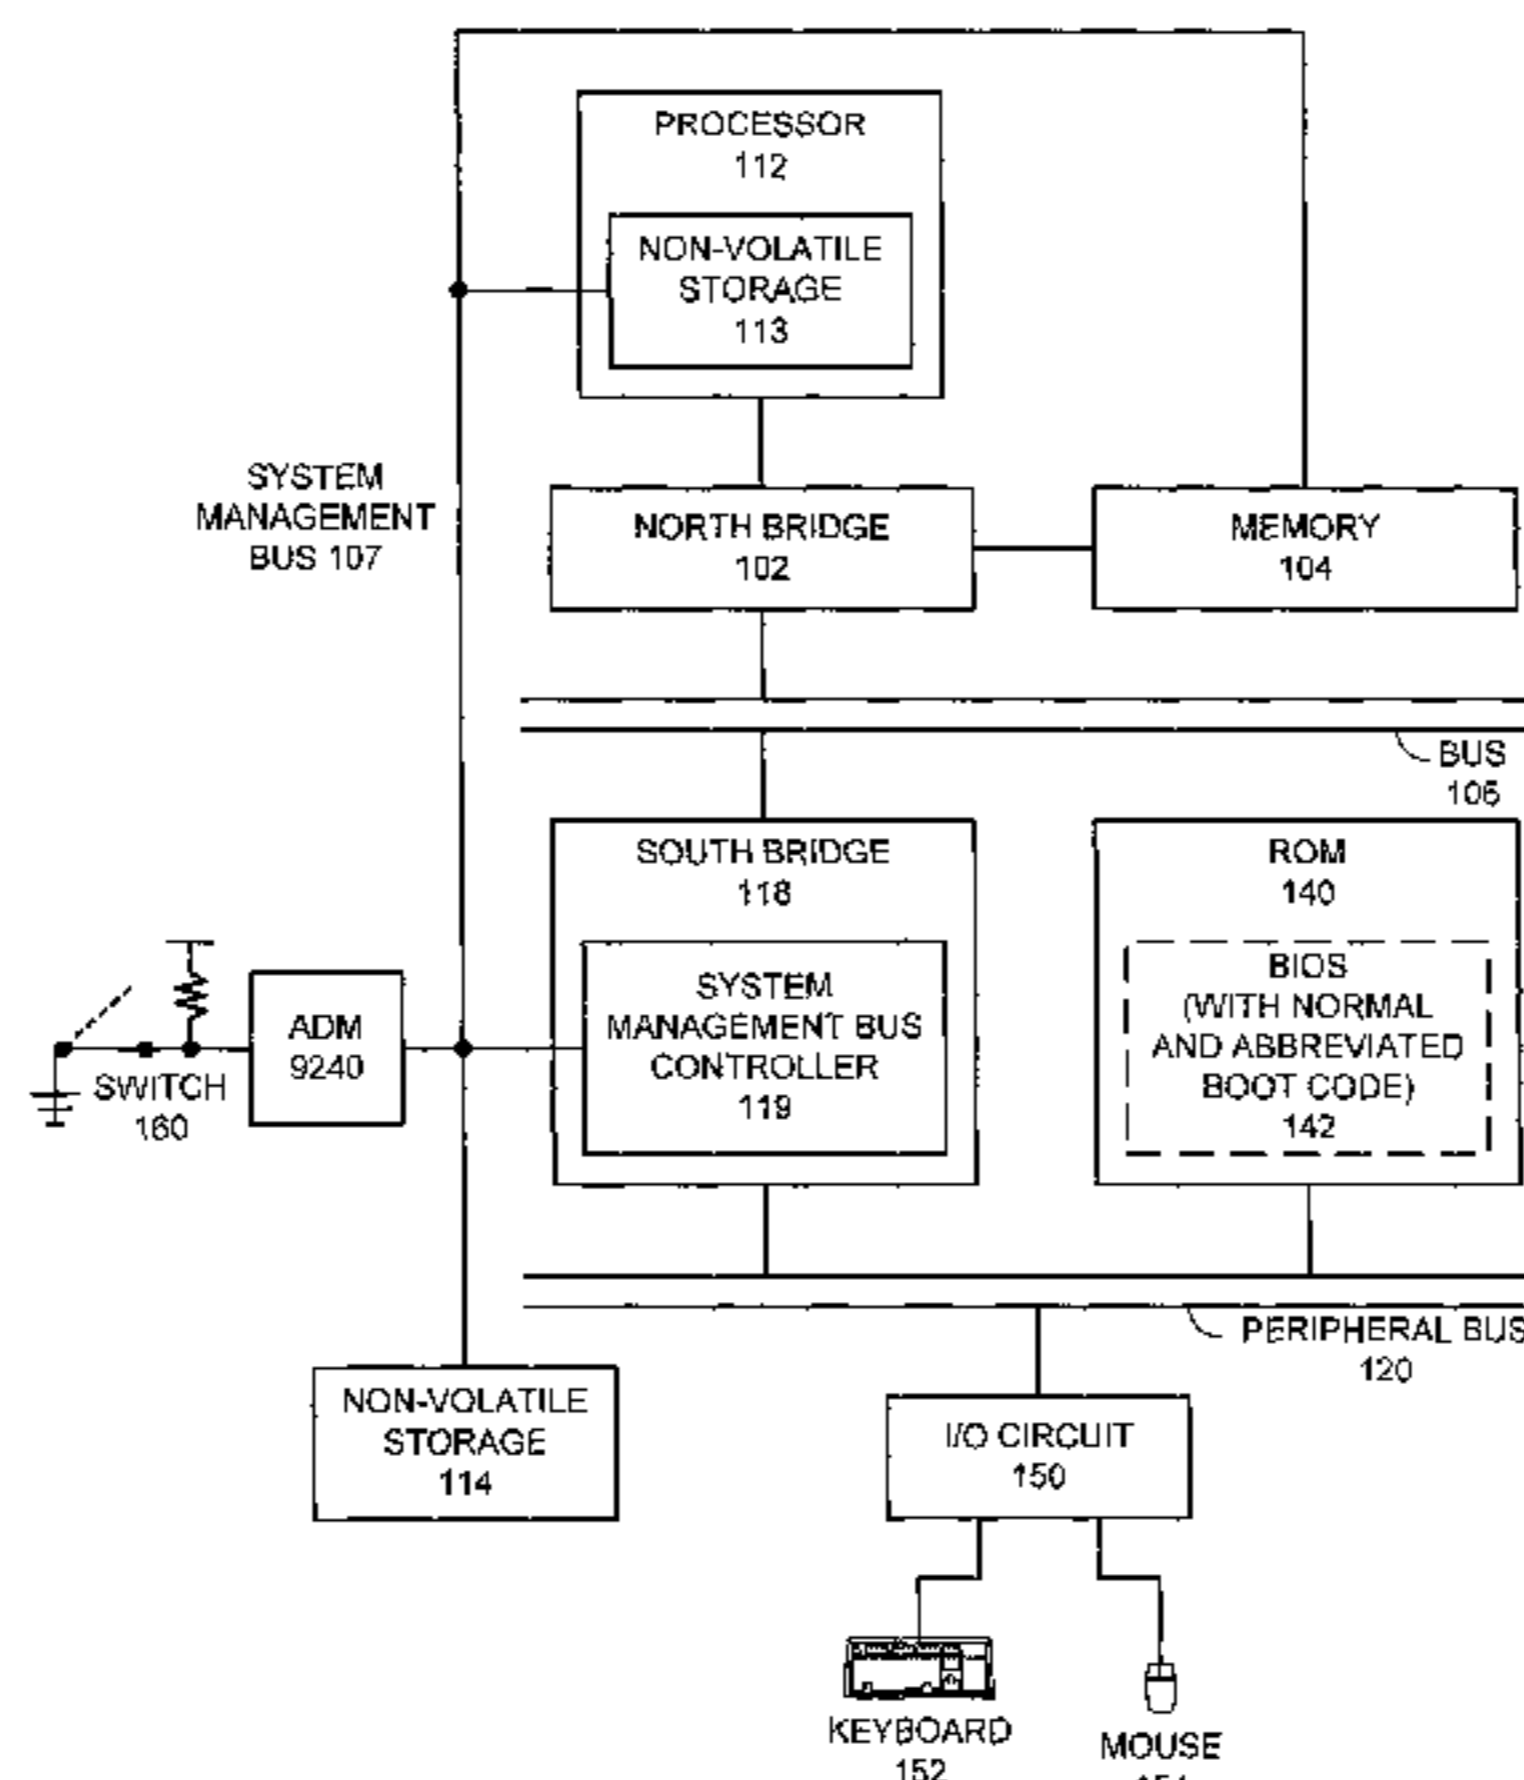 PROCESSOR
112
NON-VOLATILE
STORAGE
113
SYSTEM
MANAGEMENT
BUS 107
NORTH BRIDGE
102
MEMORY
104
BUS
106
SOUTH BRIDGE
118
SYSTEM
MANAGEMENT BUS
CONTROLLER
119
ROM
140
BIOS
(WITH NORMAL
AND ABBREVIATED
BOOT CODE)
142
ADM
9240
SWITCH
160
PERIPHERAL BUS
120
NON-VOLATILE
STORAGE
114
I/O CIRCUIT
150
KEYBOARD
152
MOUSE